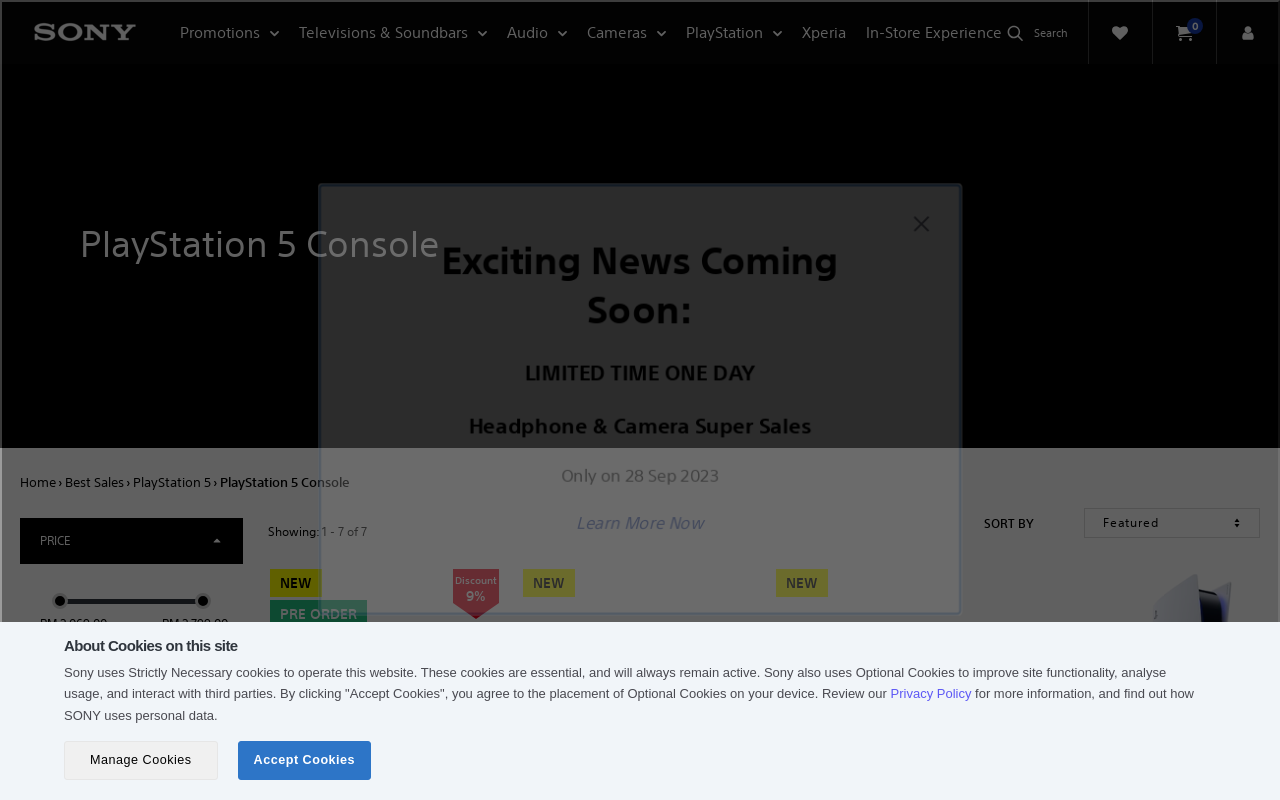 SONY Promotions Televisions & Soundbars Audio Cameras PlayStation Xperia In-Store Experience Search 0
PlayStation 5 Console
Exciting News Coming
Soon:
LIMITED TIME ONE DAY
Headphone & Camera Super Sales
Only on 28 Sep 2023
Learn More Now
Home › Best Sales › PlayStation 5 › PlayStation 5 Console
PRICE
Showing: 1 - 7 of 7
SORT BY Featured
NEW Discount NEW NEW
9%
PRE ORDER
About Cookies on this site
Sony uses Strictly Necessary cookies to operate this website. These cookies are essential, and will always remain active. Sony also uses Optional Cookies to improve site functionality, analyse
usage, and interact with third parties. By clicking "Accept Cookies", you agree to the placement of Optional Cookies on your device. Review our Privacy Policy for more information, and find out how
SONY uses personal data.
Manage Cookies Accept Cookies